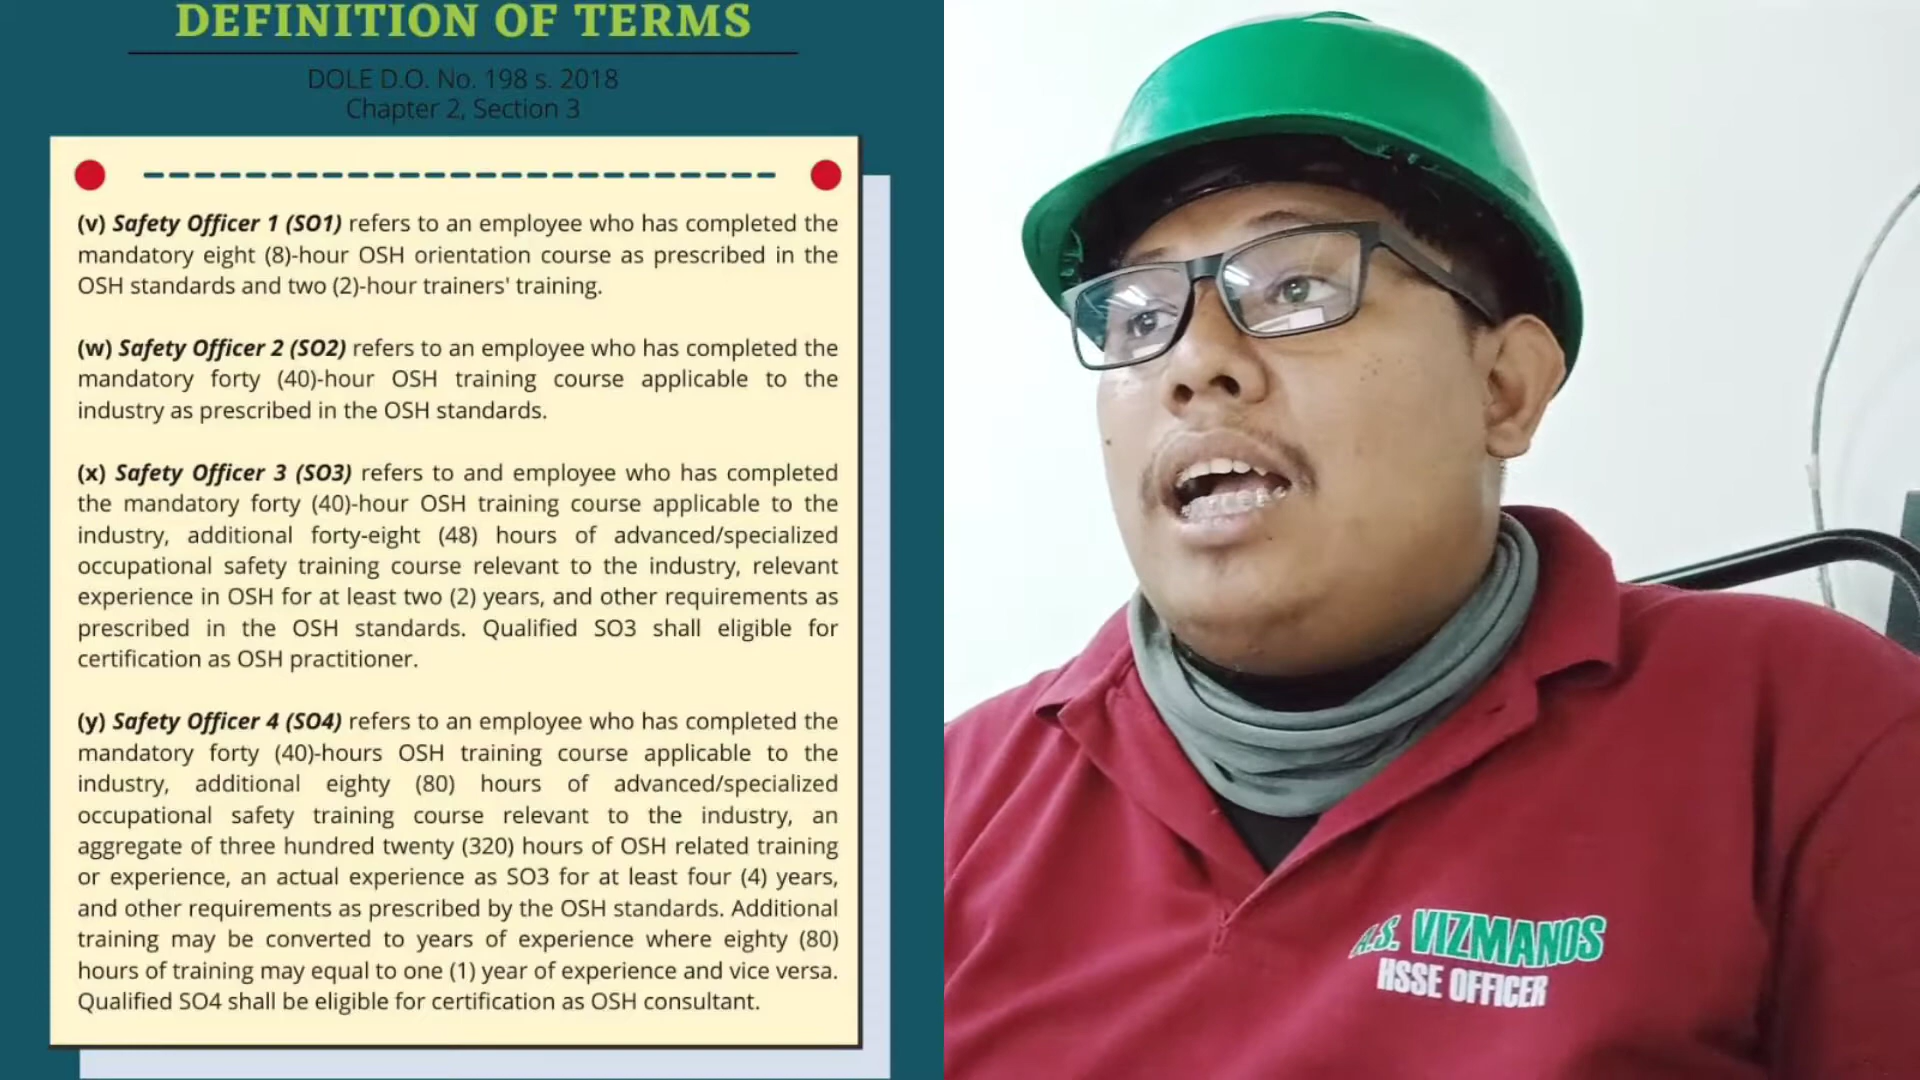 DEFINITION OF TERMS
DOLE D.O. No. 198 s. 2018
Chapter 2, Section 3
(v) Safety Officer 1 (SO1) refers to an employee who has completed the
mandatory eight (8)-hour OSH orientation course as prescribed in the
OSH standards and two (2)-hour trainers' training.
(w) Safety Officer 2 (SO2) refers to an employee who has completed the
mandatory forty (40)-hour OSH training course applicable to the
industry as prescribed in the OSH standards.
(x) Safety Officer 3 (SO3) refers to and employee who has completed
the mandatory forty (40)-hour OSH training course applicable to the
industry, additional forty-eight (48) hours of advanced/specialized
occupational safety training course relevant to the industry, relevant
experience in OSH for at least two (2) years, and other requirements as
prescribed in the OSH standards. Qualified SO3 shall eligible for
certification as OSH practitioner.
(y) Safety Officer 4 (SO4) refers to an employee who has completed the
mandatory forty (40)-hours OSH training course applicable to the
industry, additional eighty (80) hours of advanced/specialized
occupational safety training course relevant to the industry, an
aggregate of three hundred twenty (320) hours of OSH related training
or experience, an actual experience as SO3 for at least four (4) years,
and other requirements as prescribed by the OSH standards. Additional
training may be converted to years of experience where eighty (80)
hours of training may equal to one (1) year of experience and vice versa.
Qualified SO4 shall be eligible for certification as OSH consultant.
A.S. VIZMANOS
HSSE OFFICER